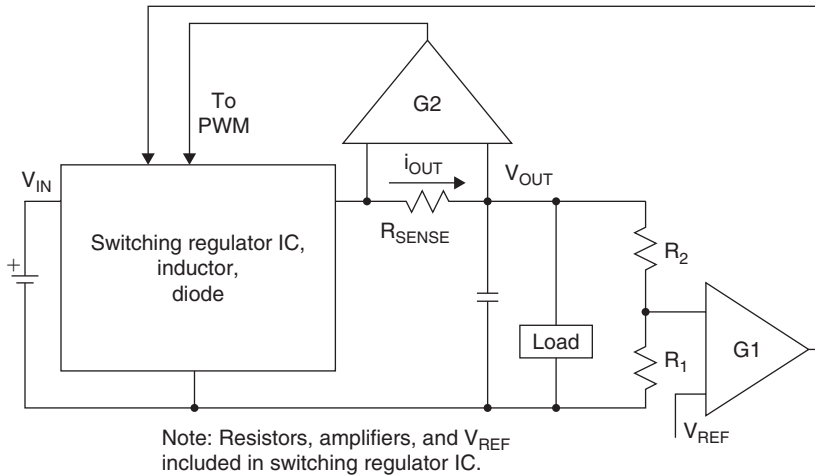 G2
To
PWM
i_OUT
V_IN
V_OUT
R_SENSE
Switching regulator IC,
inductor,
diode
R_2
+
Load
G1
R_1
V_REF
Note: Resistors, amplifiers, and V_REF
included in switching regulator IC.